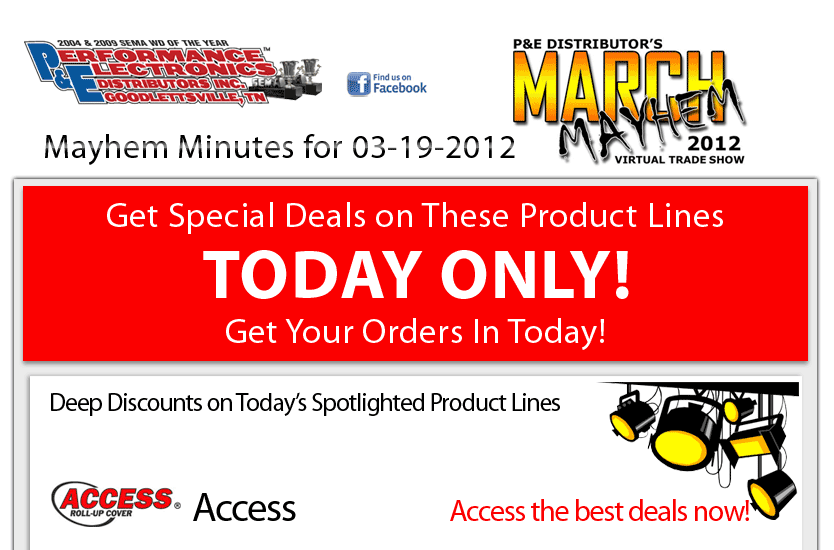 2004 & 2009 SEMA WD OF THE YEAR
PERFORMANCE
P&E ELECTRONICS
DISTRIBUTORS INC.
GOODLETTSVILLE, TN
Find us on
Facebook
P&E DISTRIBUTOR'S
MARCH
MAYHEM
2012
VIRTUAL TRADE SHOW
Mayhem Minutes for 03-19-2012
Get Special Deals on These Product Lines
TODAY ONLY!
Get Your Orders In Today!
Deep Discounts on Today's Spotlighted Product Lines
ACCESS®
ROLL-UP COVER
Access
Access the best deals now!